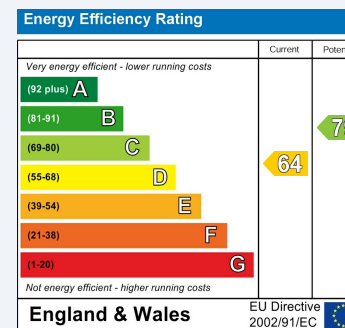 Energy Efficiency Rating
Current
Very energy efficient - lower running costs
(92 plus) A
(81-91) B
(69-80) C
(55-68) D
64
(39-54) E
(21-38) F
(1-20) G
Not energy efficient - higher running costs
England & Wales
EU Directive
2002/91/EC